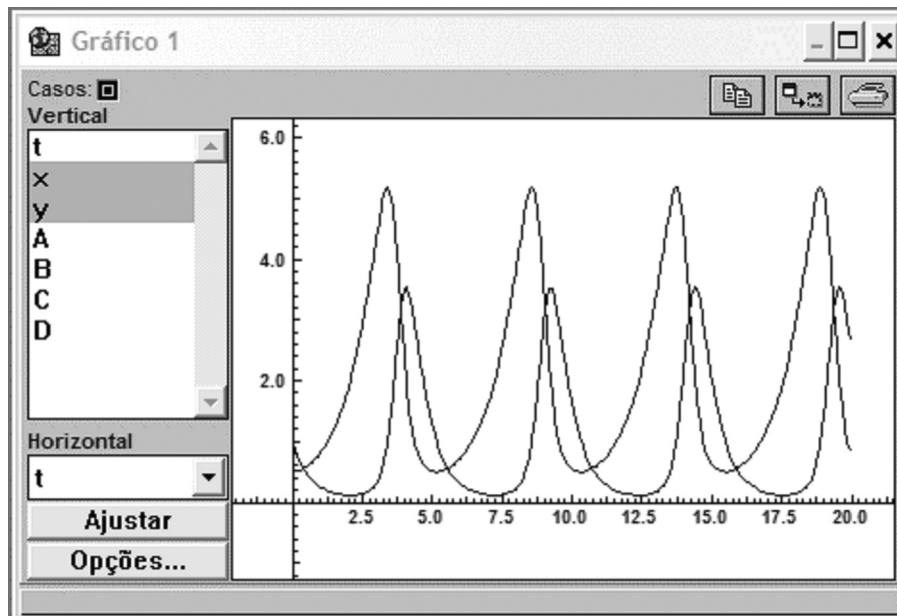 Gráfico 1
Casos:
Vertical
t
x
y
A
B
C
D
Horizontal
t
Ajustar
Opções...
6.0
4.0
2.0
2.5 5.0 7.5 10.0 12.5 15.0 17.5 20.0